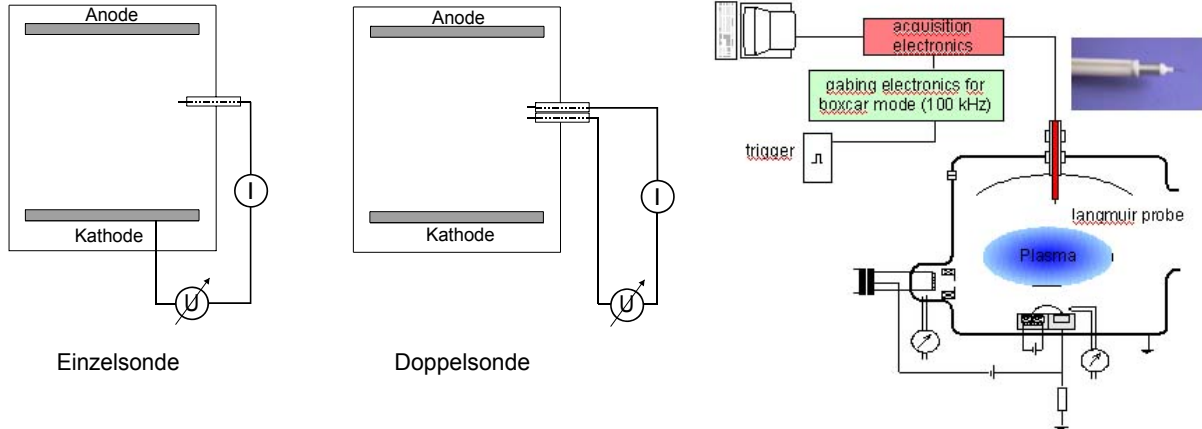 Anode
I
Kathode
U
Einzelsonde
Anode
I
Kathode
U
Doppelsonde
acquisition
electronics
gabing electronics for
boxcar mode (100 kHz)
trigger
langmuir probe
Plasma